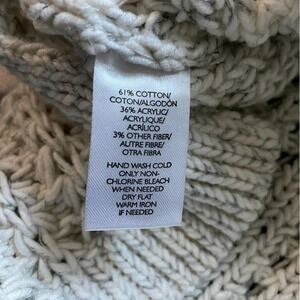 61% COTTON/
COTON/ALGODÓN
36% ACRYLIC/
ACRYLIQUE/
ACRÍLICO
3% OTHER FIBER/
AUTRE FIBRE/
OTRA FIBRA
HAND WASH COLD
ONLY NON-
CHLORINE BLEACH
WHEN NEEDED
DRY FLAT
WARM IRON
IF NEEDED